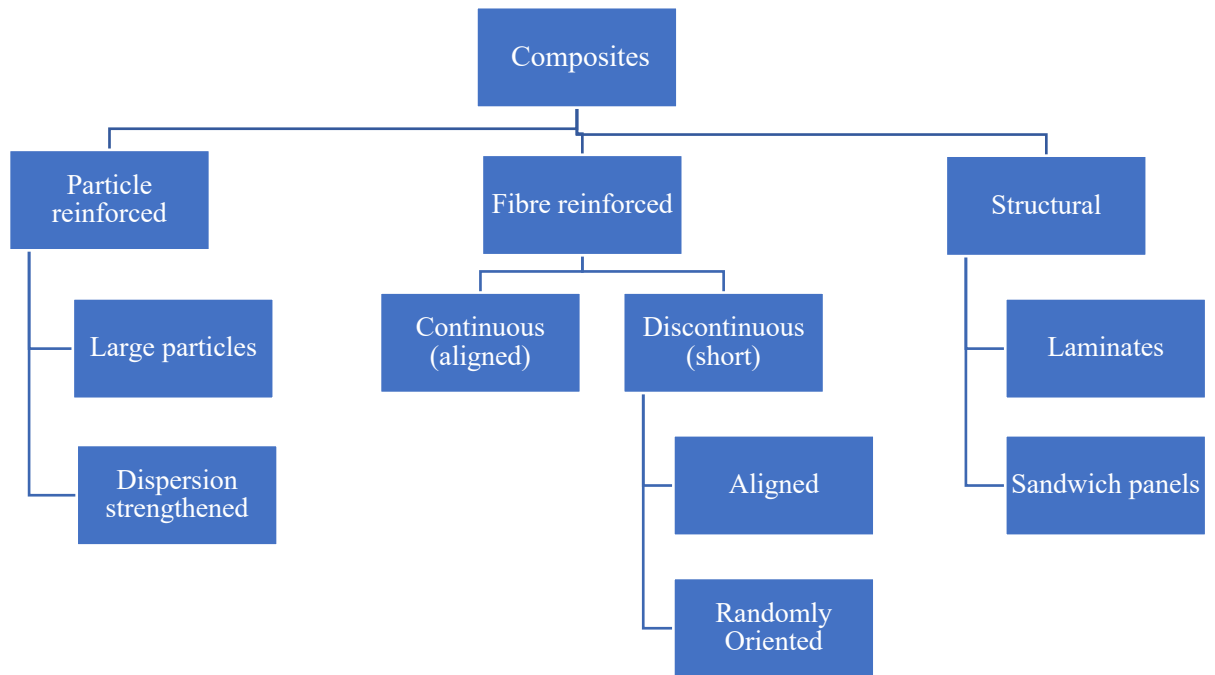 Composites
Particle
reinforced
Fibre reinforced
Structural
Large particles
Continuous
(aligned)
Discontinuous
(short)
Laminates
Dispersion
strengthened
Aligned
Sandwich panels
Randomly
Oriented